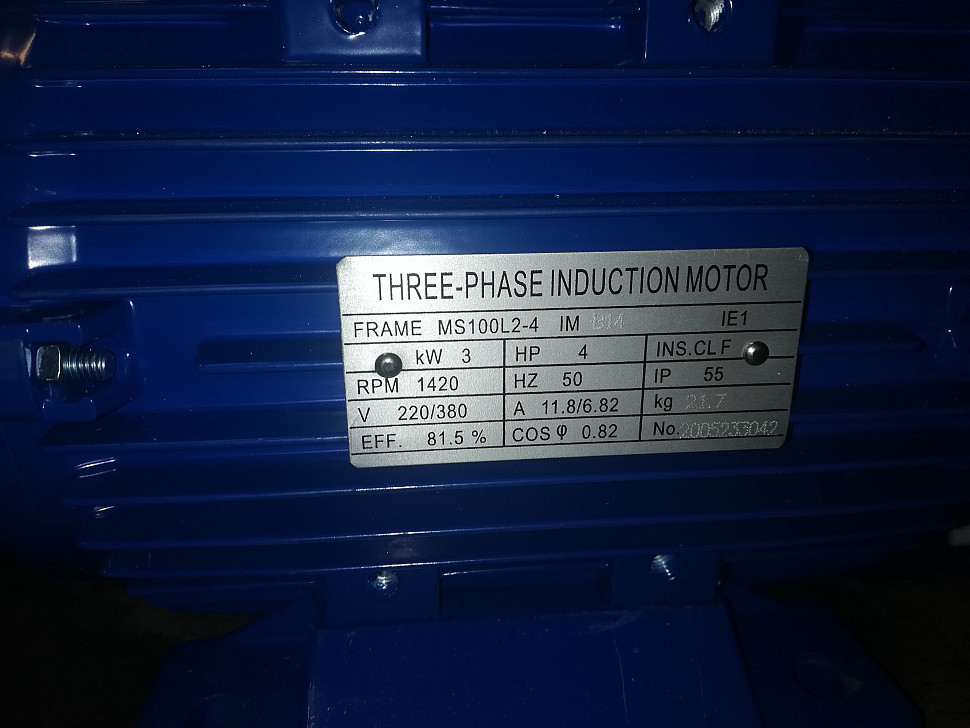 THREE-PHASE INDUCTION MOTOR
FRAME MS100L2-4 IM B14 IE1
kW 3 HP 4 INS.CL F
RPM 1420 HZ 50 IP 55
V 220/380 A 11.8/6.82 kg 21.7
EFF. 81.5 % COS φ 0.82 No.2005233042